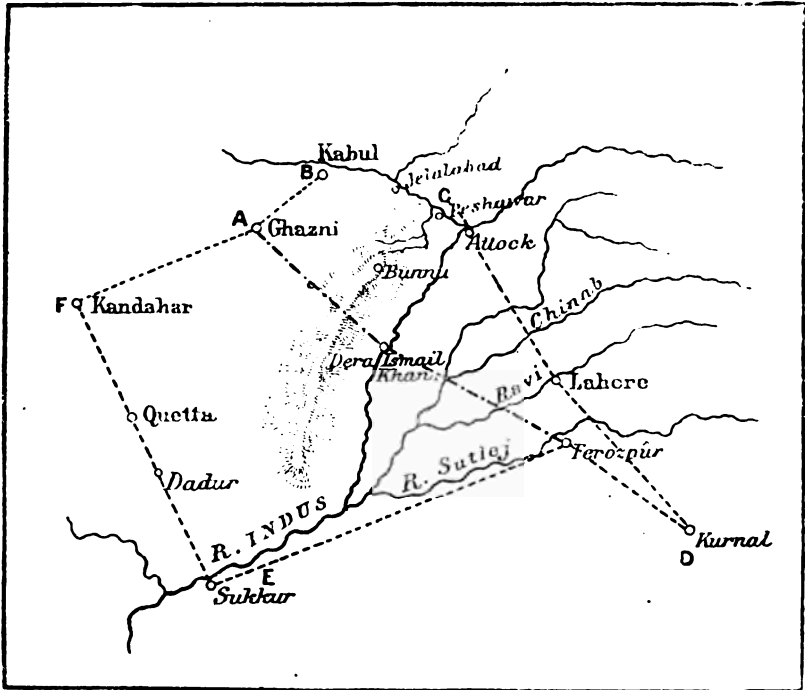 Kabul
B
Jelalabad
C
Peshawar
A
Ghazni
Attock
Bunnu
F
Kandahar
Chinab
Dera Ismail
Khan
Ravi
Lahore
Quetta
R. Sutlej
Ferozpúr
Dadur
R. INDUS
Kurnal
D
E
Sukkur